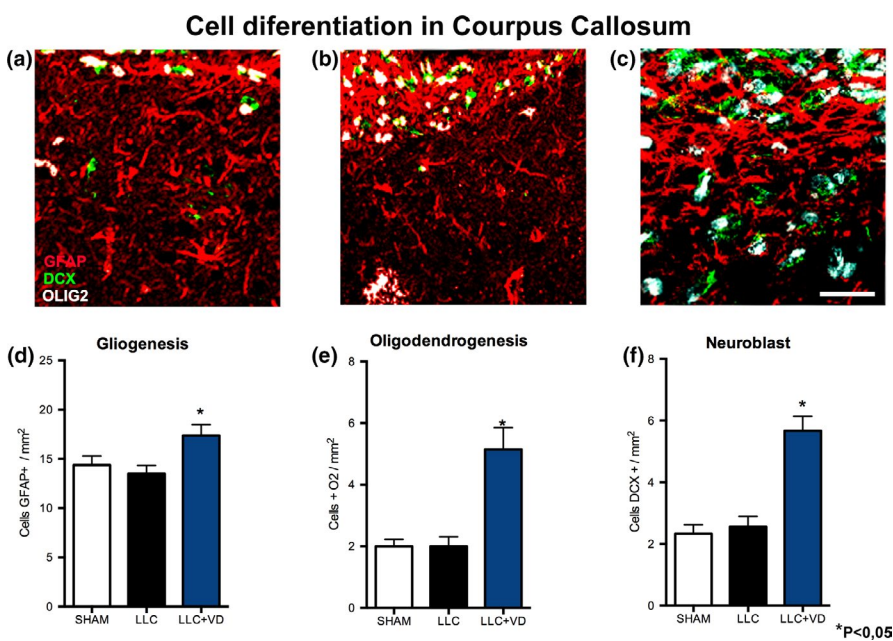 Cell diferentiation in Courpus Callosum
(a)
(b)
(c)
GFAP
DCX
OLIG2
(d)
Gliogenesis
Cells GFAP+ / mm²
25
20
15
10
5
0
SHAM
LLC
LLC+VD
*
(e)
Oligodendrogenesis
Cells + O2 / mm²
8
6
4
2
0
SHAM
LLC
LLC+VD
*
(f)
Neuroblast
Cells DCX + / mm²
8
6
4
2
0
SHAM
LLC
LLC+VD
*
*P<0,05